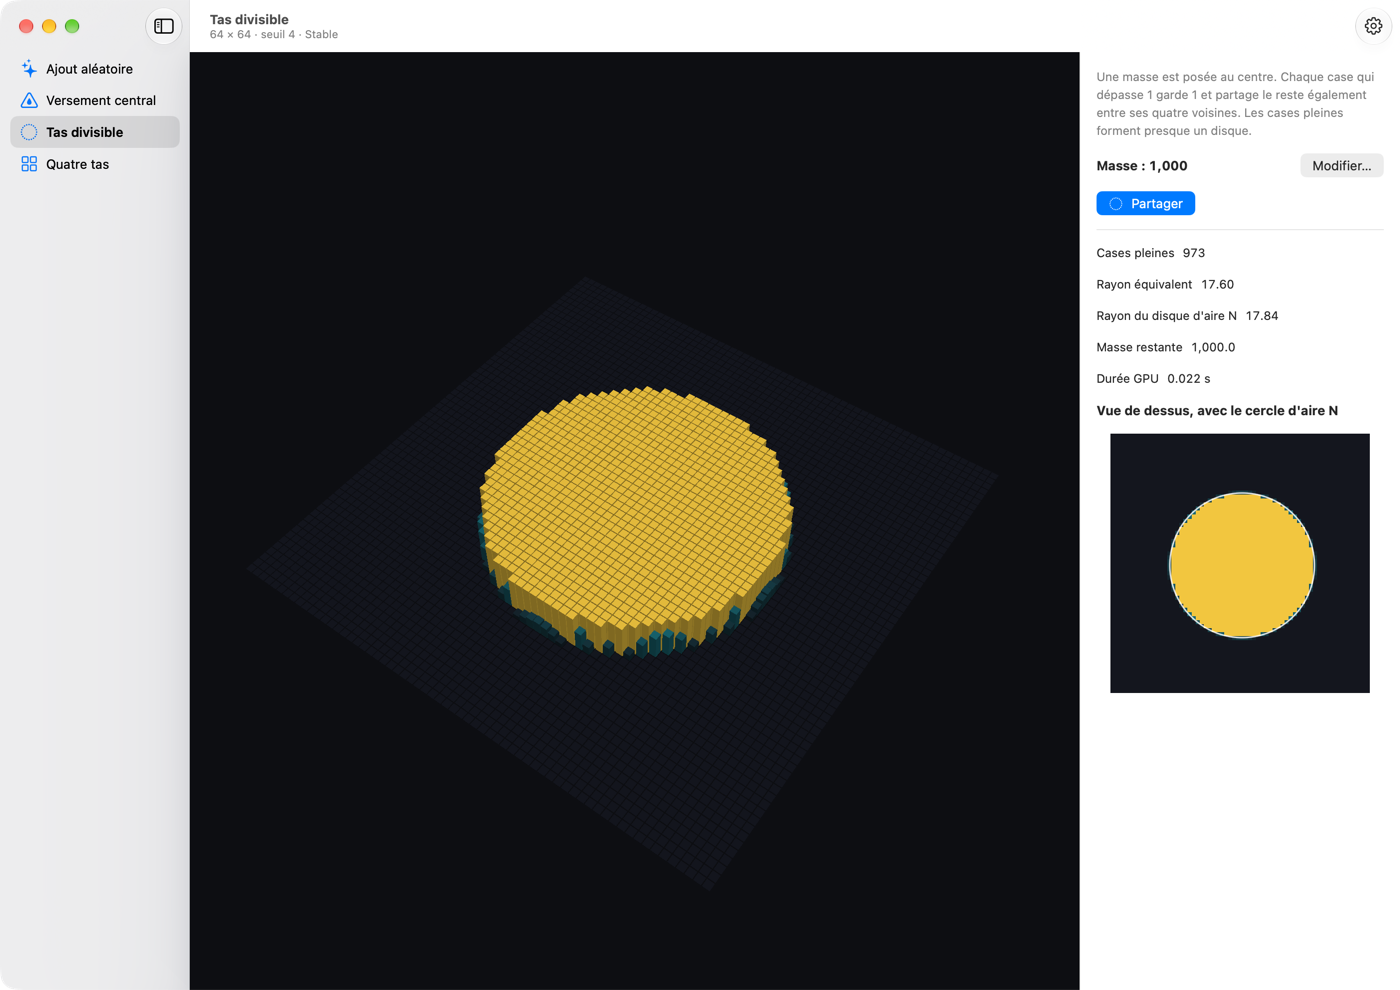 Tas divisible
64 × 64 · seuil 4 · Stable
Ajout aléatoire
Versement central
Tas divisible
Quatre tas
Une masse est posée au centre. Chaque case qui
dépasse 1 garde 1 et partage le reste également
entre ses quatre voisines. Les cases pleines
forment presque un disque.
Masse : 1,000
Modifier...
Partager
Cases pleines 973
Rayon équivalent 17.60
Rayon du disque d'aire N 17.84
Masse restante 1,000.0
Durée GPU 0.022 s
Vue de dessus, avec le cercle d'aire N